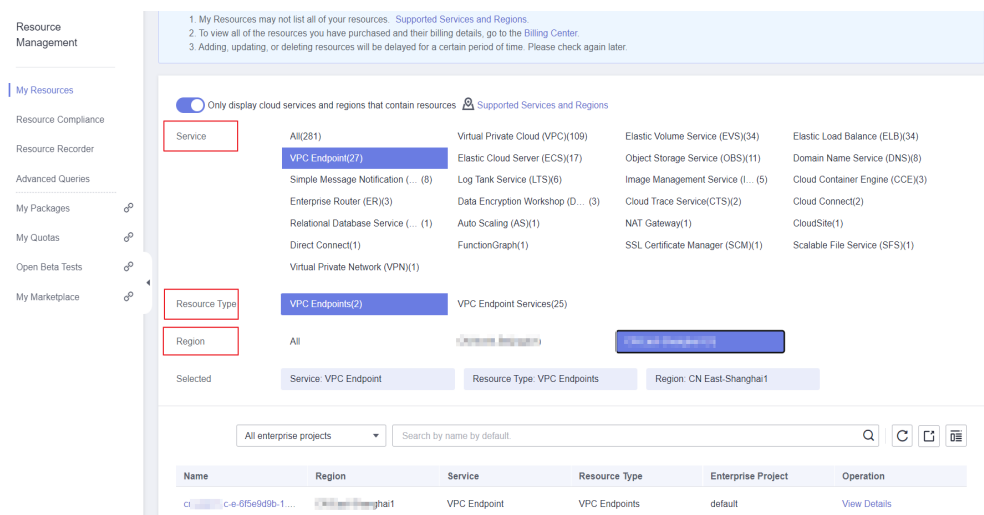 Resource
Management
1. My Resources may not list all of your resources. Supported Services and Regions.
2. To view all of the resources you have purchased and their billing details, go to the Billing Center.
3. Adding, updating, or deleting resources will be delayed for a certain period of time. Please check again later.
My Resources
Resource Compliance
Resource Recorder
Advanced Queries
My Packages
My Quotas
Open Beta Tests
My Marketplace
Only display cloud services and regions that contain resources Supported Services and Regions
Service All(281) Virtual Private Cloud (VPC)(109) Elastic Volume Service (EVS)(34) Elastic Load Balance (ELB)(34)
VPC Endpoint(27) Elastic Cloud Server (ECS)(17) Object Storage Service (OBS)(11) Domain Name Service (DNS)(8)
Simple Message Notification (... (8) Log Tank Service (LTS)(6) Image Management Service (I... (5) Cloud Container Engine (CCE)(3)
Enterprise Router (ER)(3) Data Encryption Workshop (D... (3) Cloud Trace Service(CTS)(2) Cloud Connect(2)
Relational Database Service (... (1) Auto Scaling (AS)(1) NAT Gateway(1) CloudSite(1)
Direct Connect(1) FunctionGraph(1) SSL Certificate Manager (SCM)(1) Scalable File Service (SFS)(1)
Virtual Private Network (VPN)(1)
Resource Type VPC Endpoints(2) VPC Endpoint Services(25)
Region All
Selected Service: VPC Endpoint Resource Type: VPC Endpoints Region: CN East-Shanghai1
All enterprise projects Search by name by default.
Name Region Service Resource Type Enterprise Project Operation
c-e-6f5e9d9b-1.... ghai1 VPC Endpoint VPC Endpoints default View Details